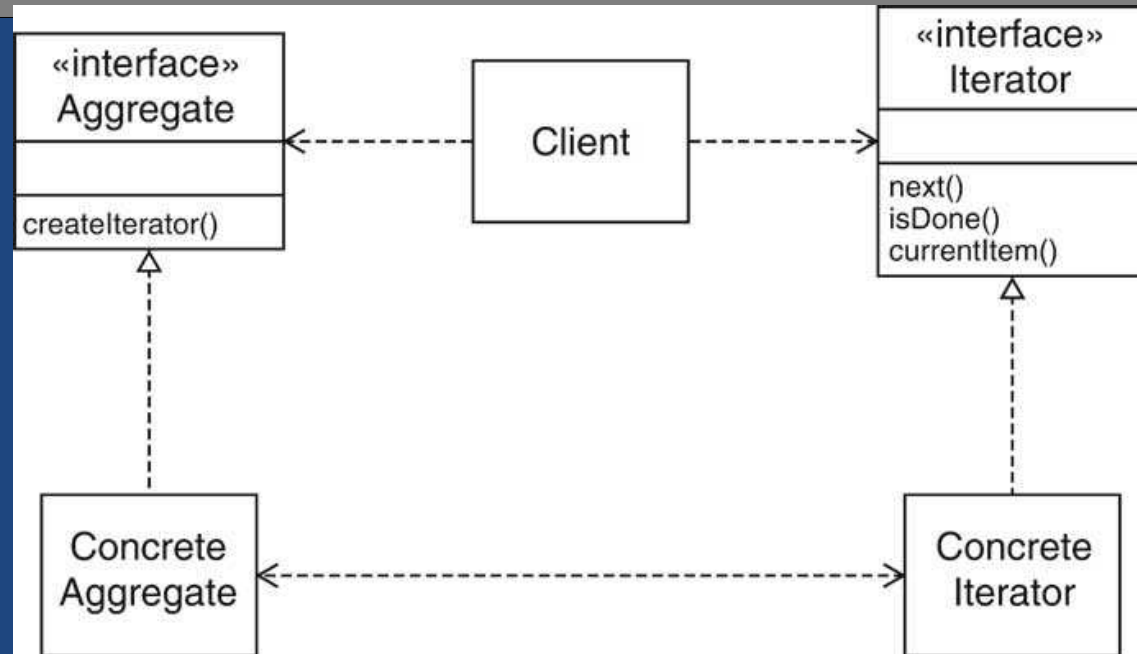 «interface»
Aggregate
createIterator()
Client
«interface»
Iterator
next()
isDone()
currentItem()
Concrete
Aggregate
Concrete
Iterator